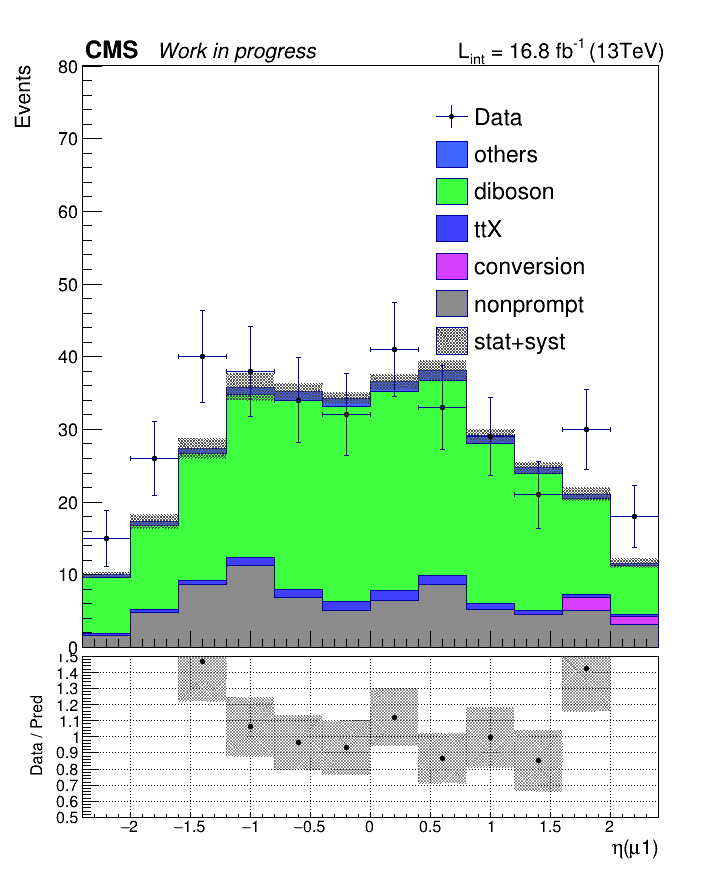 CMS Work in progress L_int = 16.8 fb^-1 (13TeV)
Events
80
70
60
50
40
30
20
10
0
Data
others
diboson
ttX
conversion
nonprompt
stat+syst
Data / Pred
1.5
1.4
1.3
1.2
1.1
1
0.9
0.8
0.7
0.6
0.5
−2 −1.5 −1 −0.5 0 0.5 1 1.5 2
η(μ1)